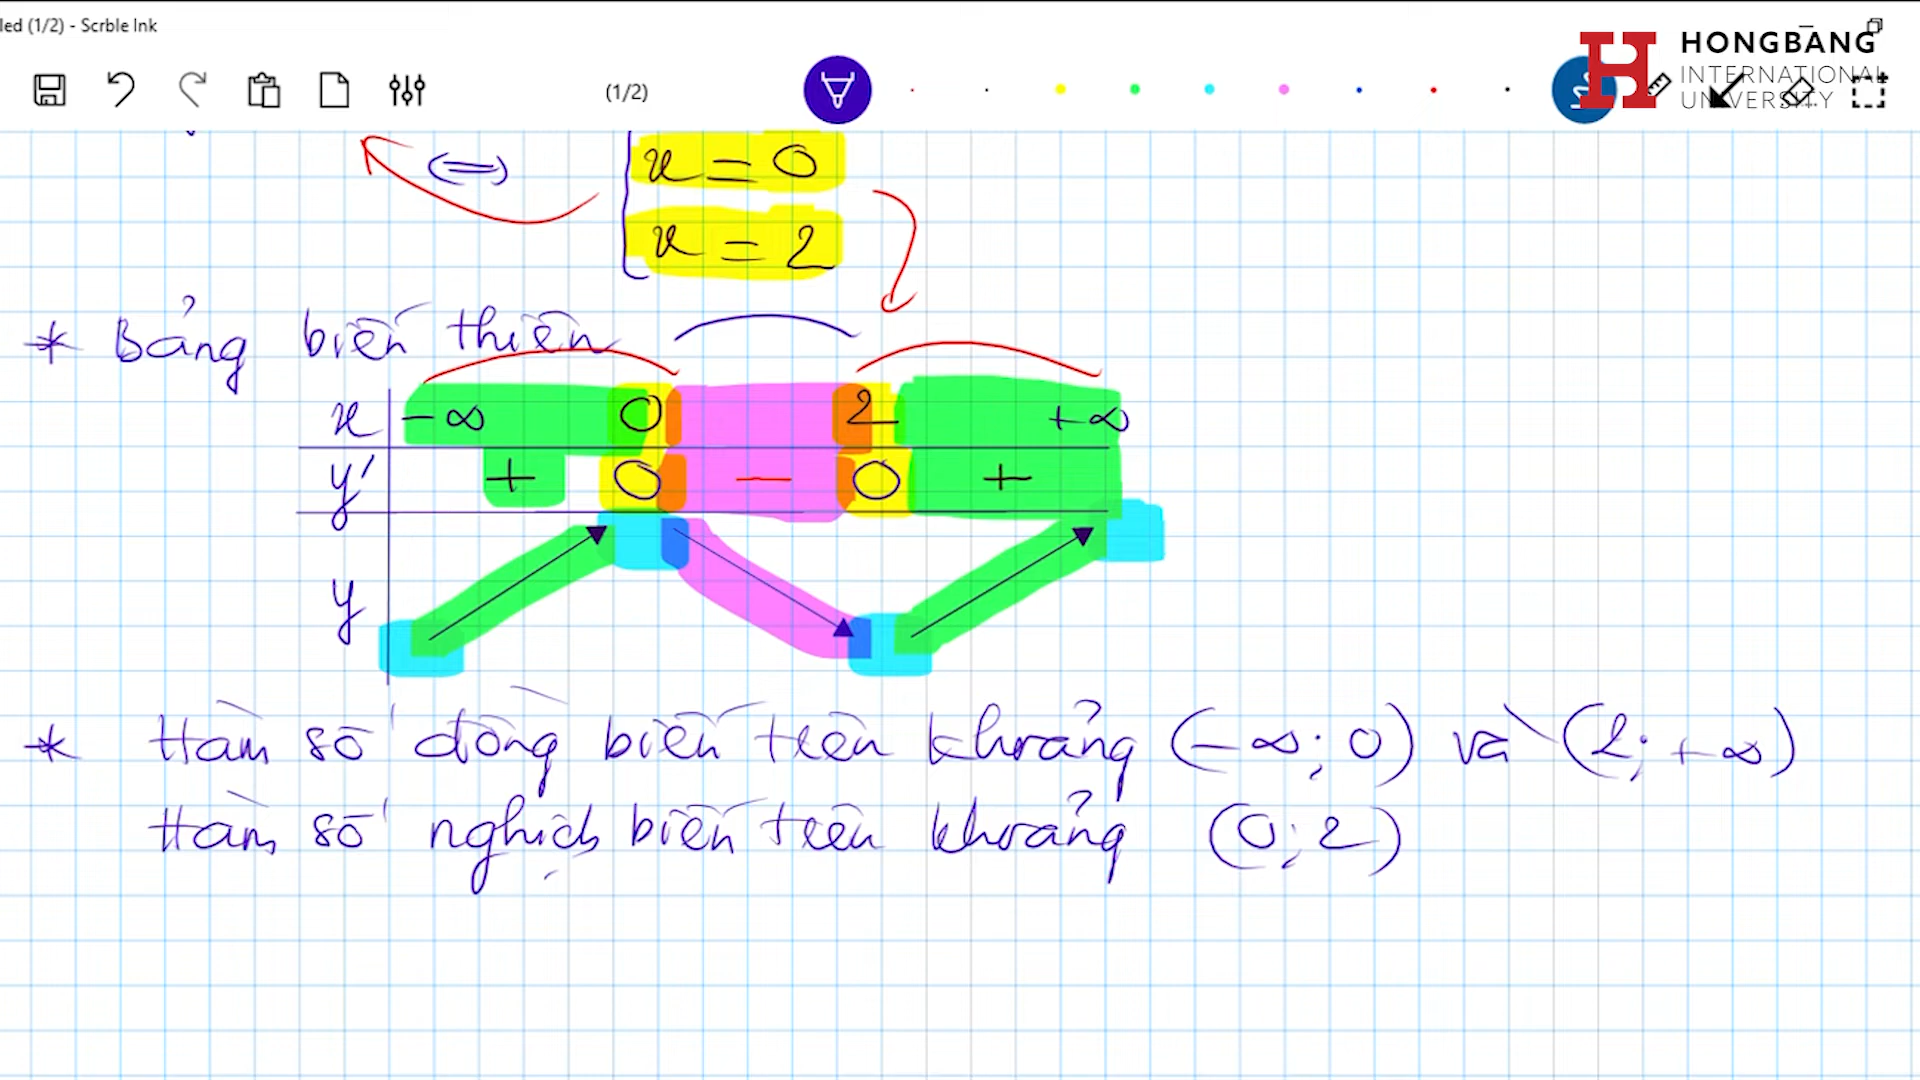 led (1/2) - Scrble Ink
HONGBANG
INTERNATIONAL
UNIVERSITY
(1/2)
⇔
x = 0
x = 2
* Bảng biến thiên
x -∞ 0 2 +∞
y' + 0 - 0 +
y
* Hàm số đồng biến trên khoảng (-∞; 0) và (2; +∞)
Hàm số nghịch biến trên khoảng (0; 2)